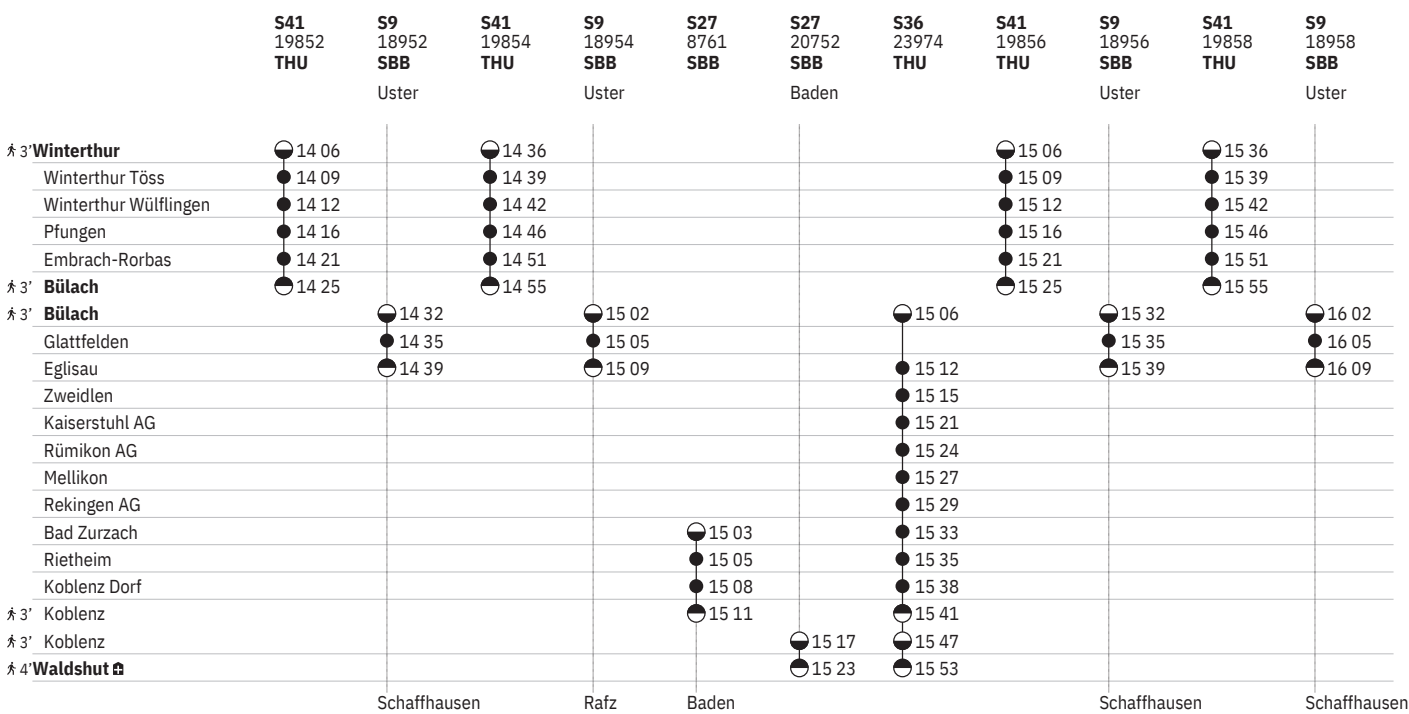 S41 S9 S41 S9 S27 S27 S36 S41 S9 S41 S9
19852 18952 19854 18954 8761 20752 23974 19856 18956 19858 18958
THU SBB THU SBB SBB SBB THU THU SBB THU SBB
Uster Uster Baden Uster Uster
3’ Winterthur 14 06 14 36 15 06 15 36
Winterthur Töss 14 09 14 39 15 09 15 39
Winterthur Wülflingen 14 12 14 42 15 12 15 42
Pfungen 14 16 14 46 15 16 15 46
Embrach-Rorbas 14 21 14 51 15 21 15 51
3’ Bülach 14 25 14 55 15 25 15 55
3’ Bülach 14 32 15 02 15 06 15 32 16 02
Glattfelden 14 35 15 05 15 35 16 05
Eglisau 14 39 15 09 15 12 15 39 16 09
Zweidlen 15 15
Kaiserstuhl AG 15 21
Rümikon AG 15 24
Mellikon 15 27
Rekingen AG 15 29
Bad Zurzach 15 03 15 33
Rietheim 15 05 15 35
Koblenz Dorf 15 08 15 38
3’ Koblenz 15 11 15 41
3’ Koblenz 15 17 15 47
4’ Waldshut 15 23 15 53
Schaffhausen Rafz Baden Schaffhausen Schaffhausen